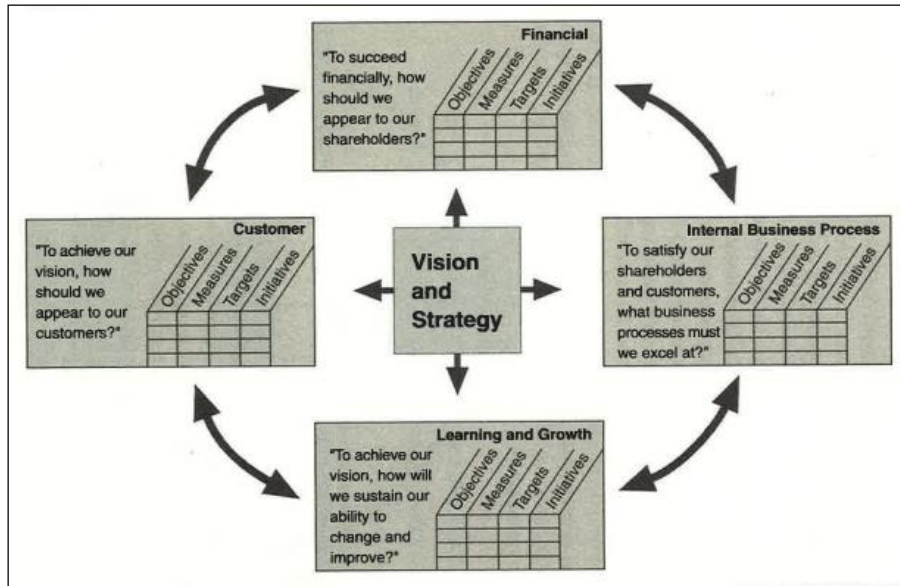 Financial
"To succeed
financially, how
should we
appear to our
shareholders?"
Objectives
Measures
Targets
Initiatives
Customer
"To achieve our
vision, how
should we
appear to our
customers?"
Objectives
Measures
Targets
Initiatives
Vision
and
Strategy
Internal Business Process
"To satisfy our
shareholders
and customers,
what business
processes must
we excel at?"
Objectives
Measures
Targets
Initiatives
Learning and Growth
"To achieve our
vision, how will
we sustain our
ability to
change and
improve?"
Objectives
Measures
Targets
Initiatives